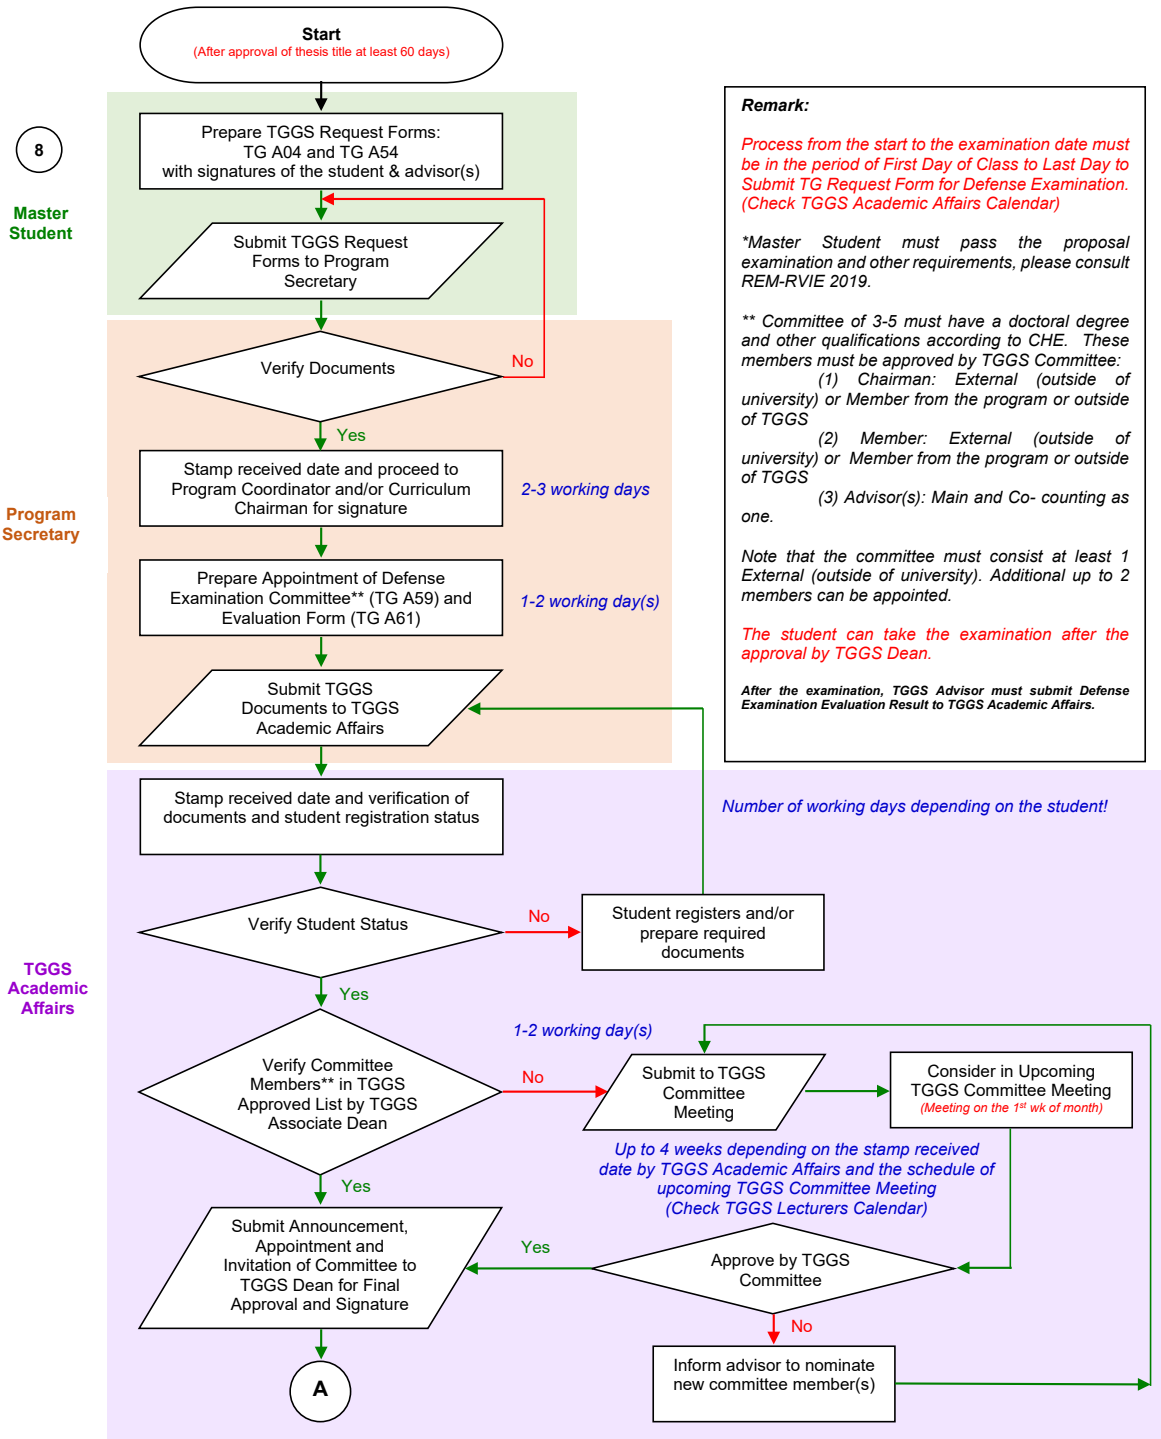 Start
(After approval of thesis title at least 60 days)
8
Master
Student
Prepare TGGS Request Forms:
TG A04 and TG A54
with signatures of the student & advisor(s)
Submit TGGS Request
Forms to Program
Secretary
Verify Documents
No
Yes
Program
Secretary
Stamp received date and proceed to
Program Coordinator and/or Curriculum
Chairman for signature
2-3 working days
Prepare Appointment of Defense
Examination Committee** (TG A59) and
Evaluation Form (TG A61)
1-2 working day(s)
Submit TGGS
Documents to TGGS
Academic Affairs
Remark:
Process from the start to the examination date must
be in the period of First Day of Class to Last Day to
Submit TG Request Form for Defense Examination.
(Check TGGS Academic Affairs Calendar)
*Master Student must pass the proposal
examination and other requirements, please consult
REM-RVIE 2019.
** Committee of 3-5 must have a doctoral degree
and other qualifications according to CHE. These
members must be approved by TGGS Committee:
(1) Chairman: External (outside of
university) or Member from the program or outside
of TGGS
(2) Member: External (outside of
university) or Member from the program or outside
of TGGS
(3) Advisor(s): Main and Co- counting as
one.
Note that the committee must consist at least 1
External (outside of university). Additional up to 2
members can be appointed.
The student can take the examination after the
approval by TGGS Dean.
After the examination, TGGS Advisor must submit Defense
Examination Evaluation Result to TGGS Academic Affairs.
TGGS
Academic
Affairs
Stamp received date and verification of
documents and student registration status
Number of working days depending on the student!
Verify Student Status
No
Student registers and/or
prepare required
documents
Yes
1-2 working day(s)
Verify Committee
Members** in TGGS
Approved List by TGGS
Associate Dean
No
Submit to TGGS
Committee
Meeting
Consider in Upcoming
TGGS Committee Meeting
(Meeting on the 1st wk of month)
Up to 4 weeks depending on the stamp received
date by TGGS Academic Affairs and the schedule of
upcoming TGGS Committee Meeting
(Check TGGS Lecturers Calendar)
Yes
Submit Announcement,
Appointment and
Invitation of Committee to
TGGS Dean for Final
Approval and Signature
Yes
Approve by TGGS
Committee
No
Inform advisor to nominate
new committee member(s)
A